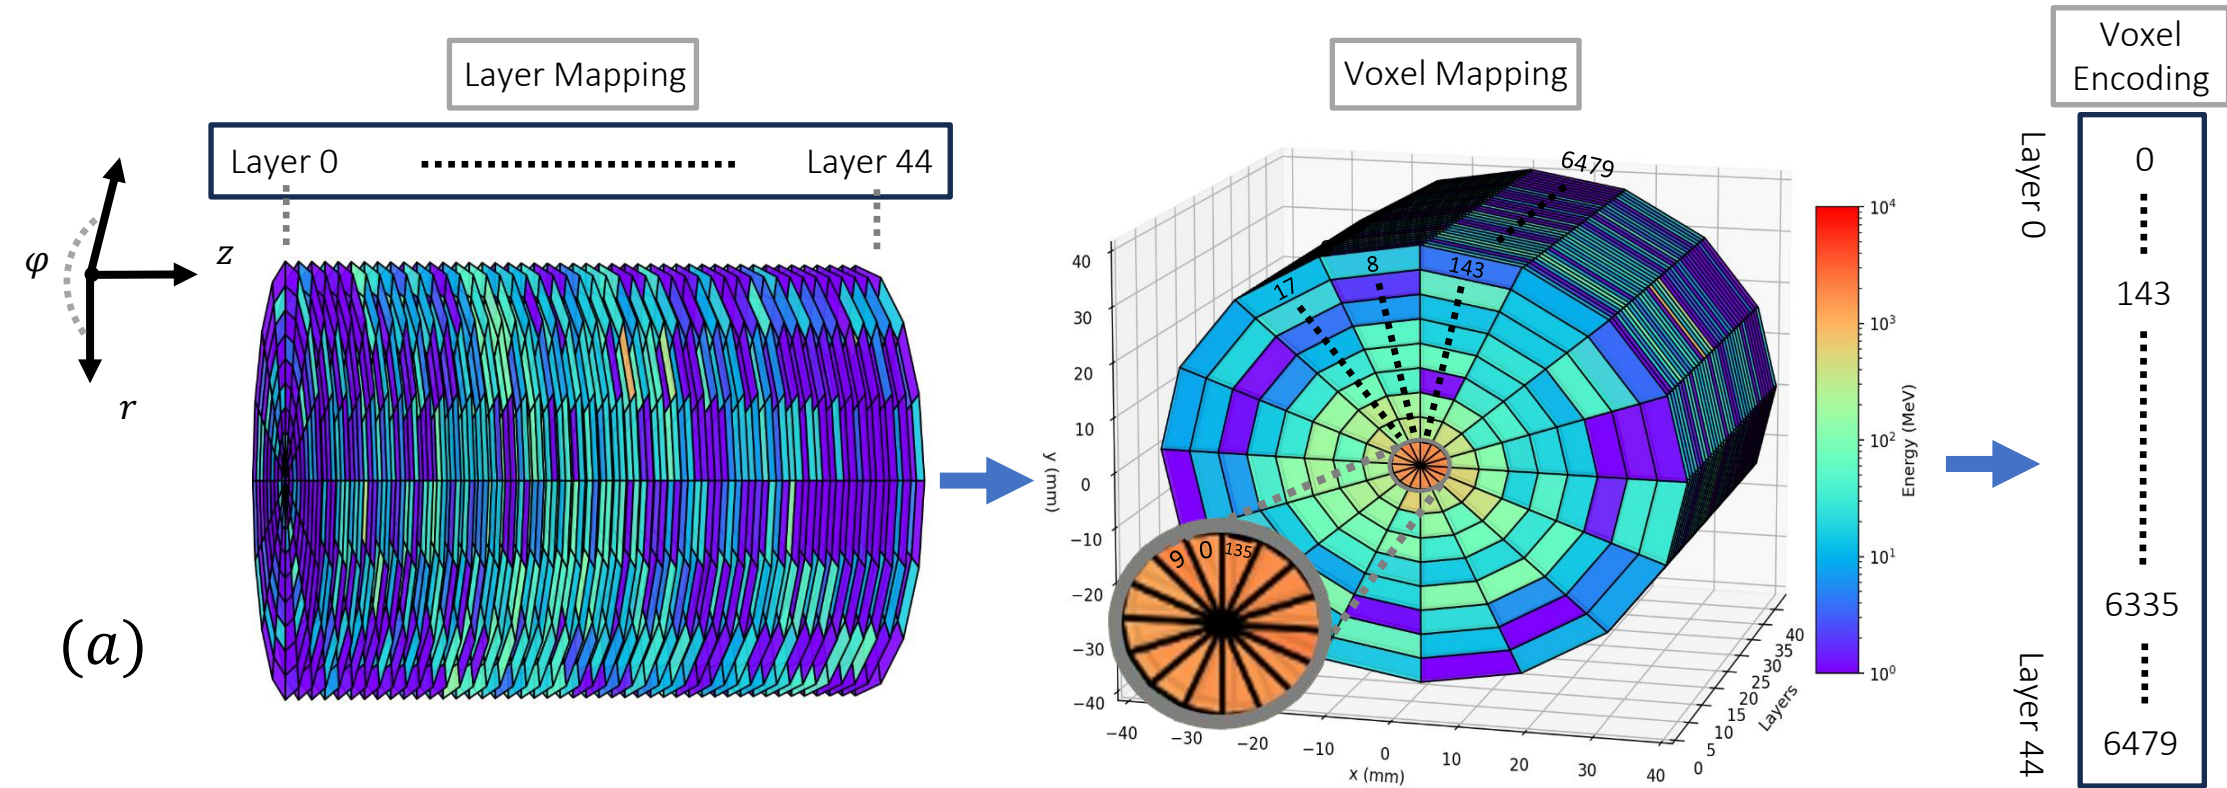 Layer Mapping
Layer 0
Layer 44
φ
z
r
(a)
Voxel Mapping
6479
17
8
143
9
0
135
40
30
20
10
0
−10
−20
−30
−40
y (mm)
−40
−30
−20
−10
0
10
20
30
40
x (mm)
0
5
10
15
20
25
30
35
40
Layers
10⁴
10³
10²
10¹
10⁰
Energy (MeV)
Voxel
Encoding
Layer 0
0
143
6335
Layer 44
6479